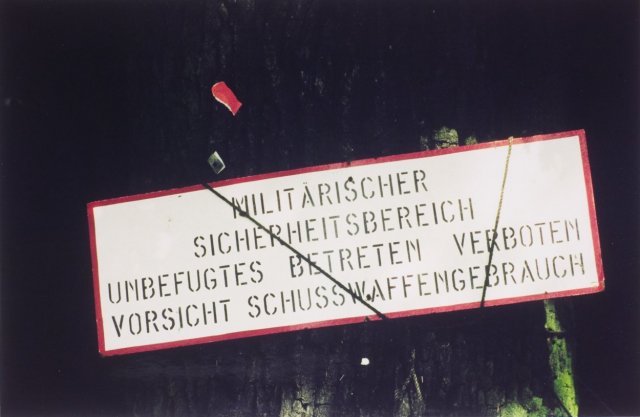 MILITÄRISCHER
SICHERHEITSBEREICH
UNBEFUGTES BETRETEN VERBOTEN
VORSICHT SCHUSSWAFFENGEBRAUCH